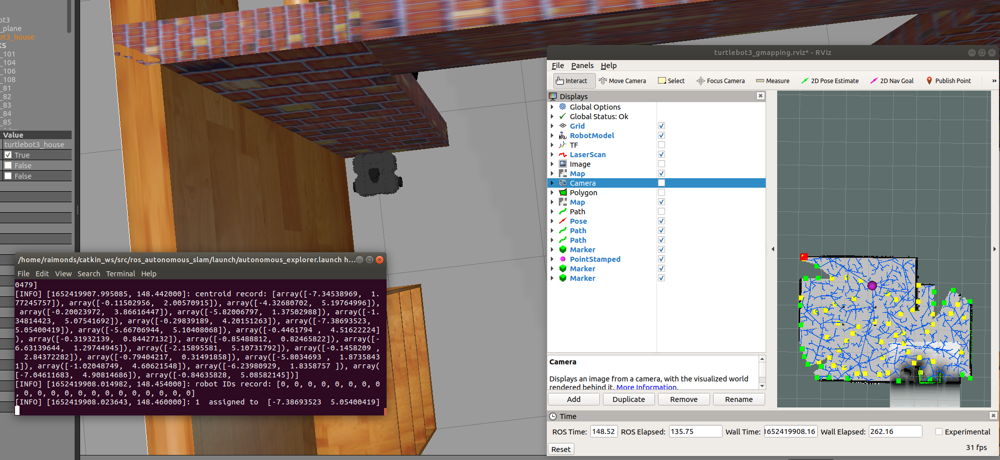 ot3
_plane
ot3_house
KS
_101
_104
_106
_108
_81
_82
_83
_84
_85
Value
turtlebot3_house
True
False
False
/home/raimonds/catkin_ws/src/ros_autonomous_slam/launch/autonomous_explorer.launch h...
File Edit View Search Terminal Help
0479]
[INFO] [1652419907.995085, 148.442000]: centroid record: [array([-7.34538969,  1.
77245757]), array([-0.11502956,  2.00570915]), array([-4.32680702,  5.19764996]),
 array([-0.20023972,  3.86616447]), array([-5.82006797,  1.37502988]), array([-1.
34814423,  5.07541692]), array([-0.29839189,  4.20151263]), array([-7.38693523,
5.05400419]), array([-5.66706944,  5.10408068]), array([-0.4461794 ,  4.51622224]
), array([-0.31932139,  0.84427132]), array([-0.85488812,  0.82465822]), array([-
6.63139644,  1.29744945]), array([-2.15895581,  5.10731792]), array([-0.1458209 ,
  2.84372282]), array([-0.79404217,  0.31491858]), array([-5.8034693 ,  1.8735843
1]), array([-1.02048749,  4.60621548]), array([-6.23980929,  1.8358757 ]), array(
[-7.04611683,  4.90814686]), array([-0.84635828,  5.08582145])]
[INFO] [1652419908.014982, 148.454000]: robot IDs record: [0, 0, 0, 0, 0, 0, 0, 0
, 0, 0, 0, 0, 0, 0, 0, 0, 0, 0, 0, 0, 0]
[INFO] [1652419908.023643, 148.460000]: 1  assigned to  [-7.38693523  5.05400419]
turtlebot3_gmapping.rviz* - RViz
File Panels Help
Interact Move Camera Select Focus Camera Measure 2D Pose Estimate 2D Nav Goal Publish Point »
Displays
Global Options
Global Status: Ok
Grid
RobotModel
TF
LaserScan
Image
Map
Camera
Polygon
Map
Path
Pose
Path
Path
Marker
PointStamped
Marker
Marker
Camera
Displays an image from a camera, with the visualized world
rendered behind it. More Information.
Add Duplicate Remove Rename
Time
ROS Time: 148.52 ROS Elapsed: 135.75 Wall Time: 1652419908.16 Wall Elapsed: 262.16 Experimental
Reset 31 fps